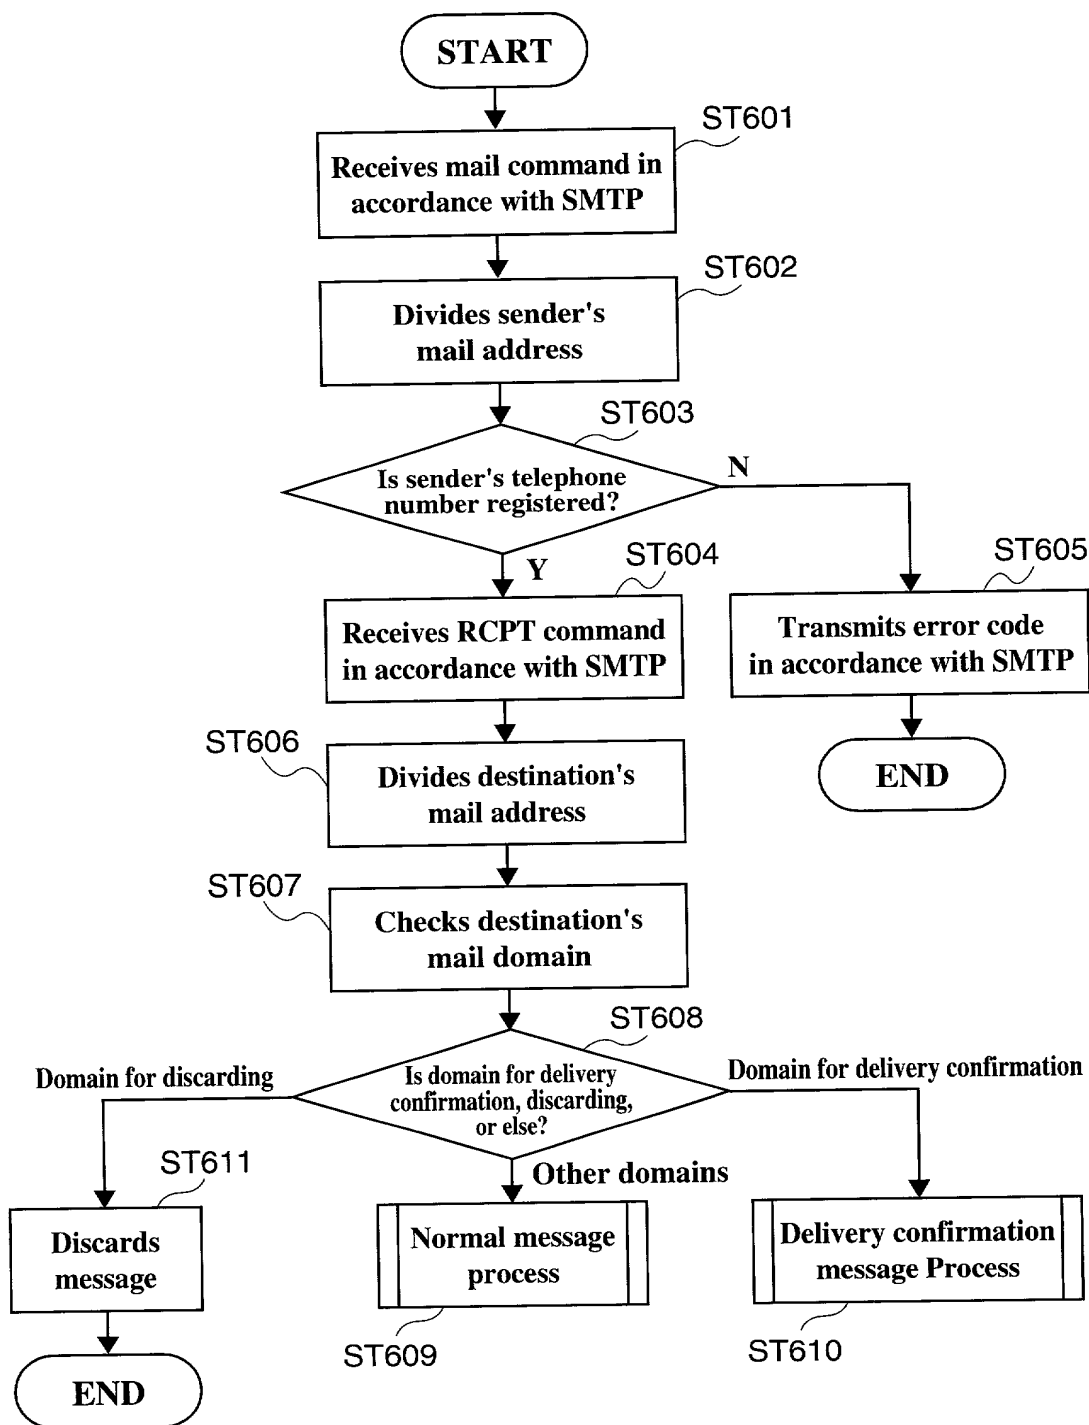 START
ST601
Receives mail command in
accordance with SMTP
ST602
Divides sender's
mail address
ST603
Is sender's telephone
number registered?
N
Y
ST604
Receives RCPT command
in accordance with SMTP
ST605
Transmits error code
in accordance with SMTP
END
ST606
Divides destination's
mail address
ST607
Checks destination's
mail domain
ST608
Is domain for delivery
confirmation, discarding,
or else?
Domain for discarding
Domain for delivery confirmation
Other domains
ST611
Discards
message
END
Normal message
process
ST609
Delivery confirmation
message Process
ST610